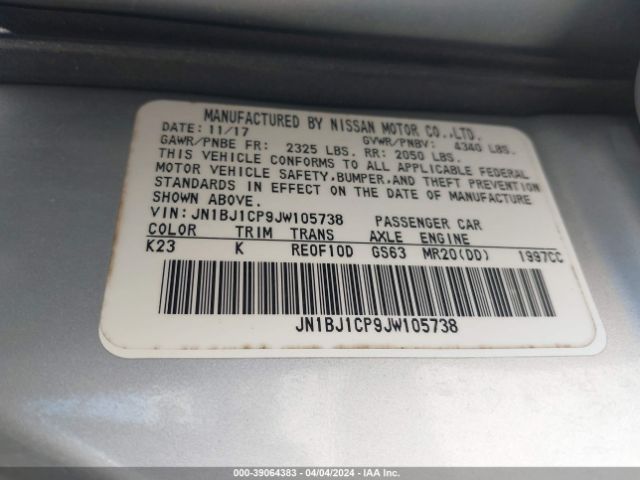 MANUFACTURED BY NISSAN MOTOR CO.,LTD.
DATE: 11/17 GVWR/PNBV: 4340 LBS.
GAWR/PNBE FR: 2325 LBS. RR: 2050 LBS.
THIS VEHICLE CONFORMS TO ALL APPLICABLE FEDERAL
MOTOR VEHICLE SAFETY,BUMPER,AND THEFT PREVENTION
STANDARDS IN EFFECT ON THE DATE OF MANUFACTURE
SHOWN ABOVE.
VIN: JN1BJ1CP9JW105738 PASSENGER CAR
COLOR TRIM TRANS AXLE ENGINE
K23 K RE0F10D GS63 MR20(DD) 1997CC
JN1BJ1CP9JW105738
000-39064383 - 04/04/2024 - IAA Inc.